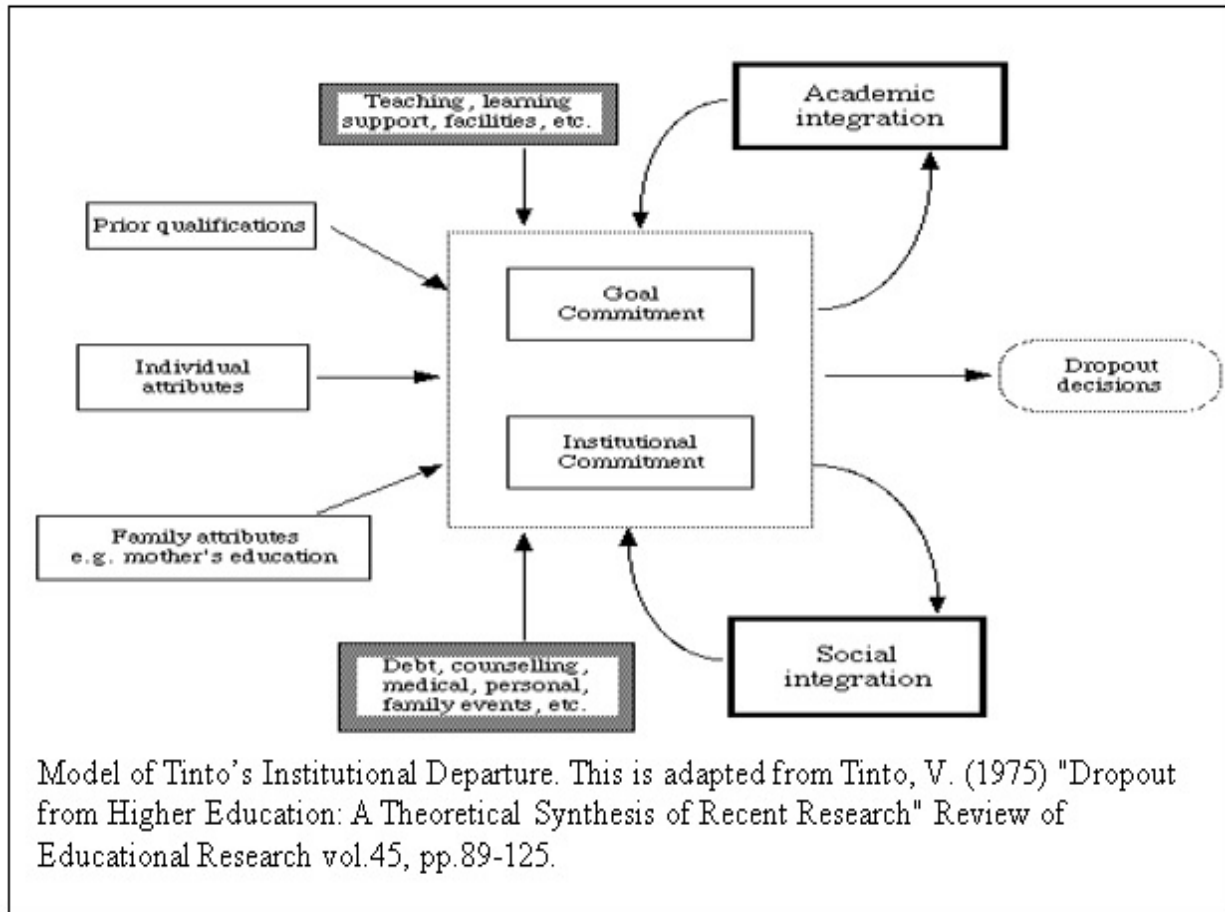 Teaching, learning
support, facilities, etc.
Academic
integration
Prior qualifications
Goal
Commitment
Individual
attributes
Dropout
decisions
Institutional
Commitment
Family attributes
e.g. mother's education
Debt, counselling,
medical, personal,
family events, etc.
Social
integration
Model of Tinto’s Institutional Departure. This is adapted from Tinto, V. (1975) "Dropout
from Higher Education: A Theoretical Synthesis of Recent Research" Review of
Educational Research vol.45, pp.89-125.